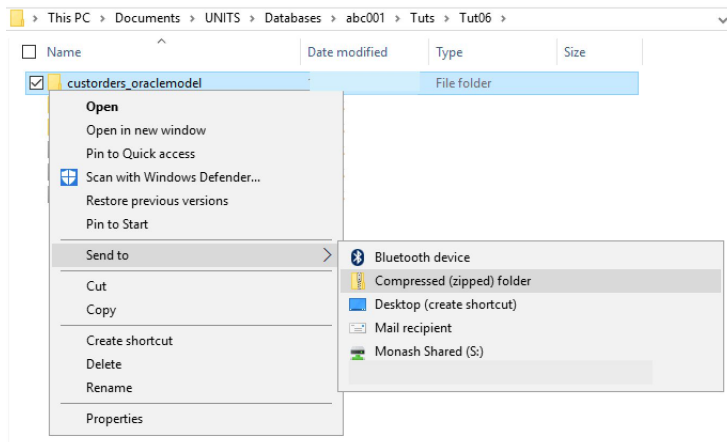 This PC > Documents > UNITS > Databases > abc001 > Tuts > Tut06 >
Name Date modified Type Size
custorders_oraclemodel File folder
Open
Open in new window
Pin to Quick access
Scan with Windows Defender...
Restore previous versions
Pin to Start
Send to
Bluetooth device
Cut
Compressed (zipped) folder
Copy
Desktop (create shortcut)
Mail recipient
Create shortcut
Monash Shared (S:)
Delete
Rename
Properties